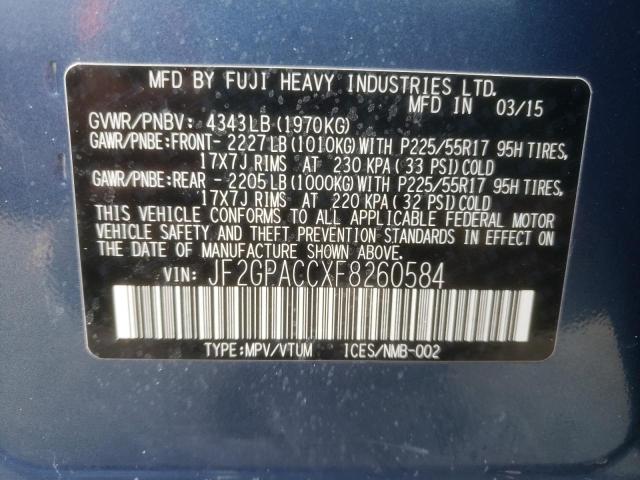 MFD BY FUJI HEAVY INDUSTRIES LTD.
MFD IN 03/15
GVWR/PNBV: 4343LB(1970KG)
GAWR/PNBE:FRONT- 2227LB(1010KG)WITH P225/55R17 95H TIRES,
17X7J RIMS AT 230 KPA(33 PSI)COLD
GAWR/PNBE:REAR - 2205LB(1000KG)WITH P225/55R17 95H TIRES,
17X7J RIMS AT 220 KPA(32 PSI)COLD
THIS VEHICLE CONFORMS TO ALL APPLICABLE FEDERAL MOTOR
VEHICLE SAFETY AND THEFT PREVENTION STANDARDS IN EFFECT ON
THE DATE OF MANUFACTURE SHOWN ABOVE.
VIN: JF2GPACCXF8260584
TYPE:MPV/VTUM ICES/NMB-002